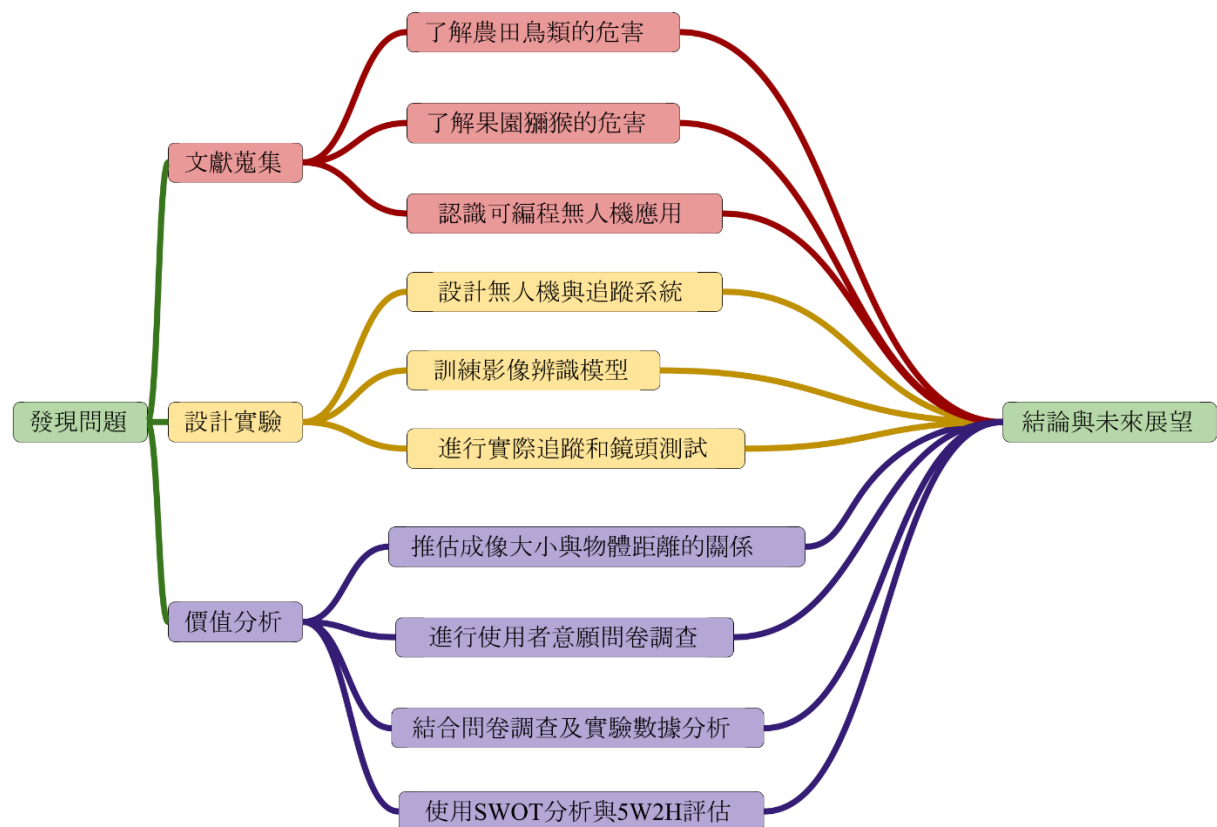 發現問題
文獻蒐集
了解農田鳥類的危害
了解果園獼猴的危害
認識可編程無人機應用
設計實驗
設計無人機與追蹤系統
訓練影像辨識模型
進行實際追蹤和鏡頭測試
價值分析
推估成像大小與物體距離的關係
進行使用者意願問卷調查
結合問卷調查及實驗數據分析
使用SWOT分析與5W2H評估
結論與未來展望